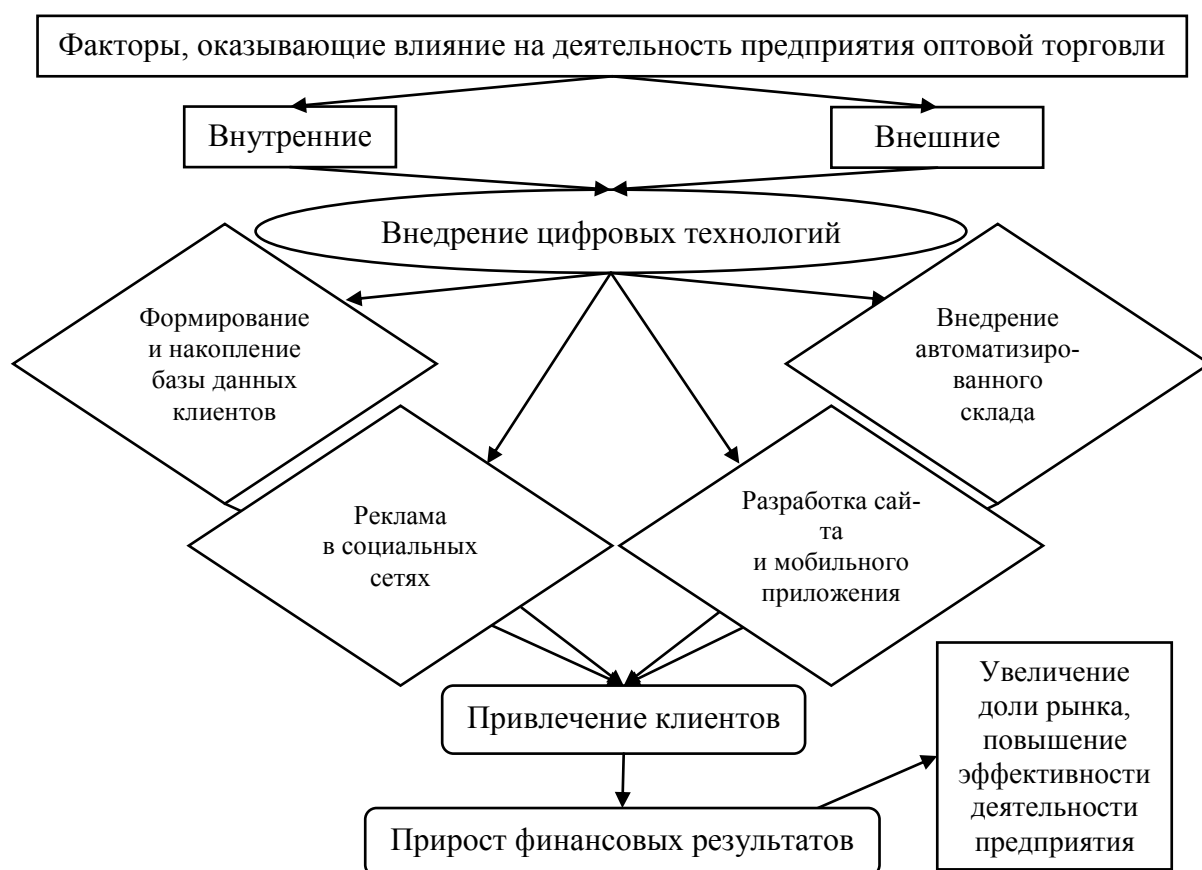 Факторы, оказывающие влияние на деятельность предприятия оптовой торговли
Внутренние
Внешние
Внедрение цифровых технологий
Формирование
и накопление
базы данных
клиентов
Внедрение
автоматизиро-
ванного
склада
Реклама
в социальных
сетях
Разработка сай-
та
и мобильного
приложения
Привлечение клиентов
Прирост финансовых результатов
Увеличение
доли рынка,
повышение
эффективности
деятельности
предприятия